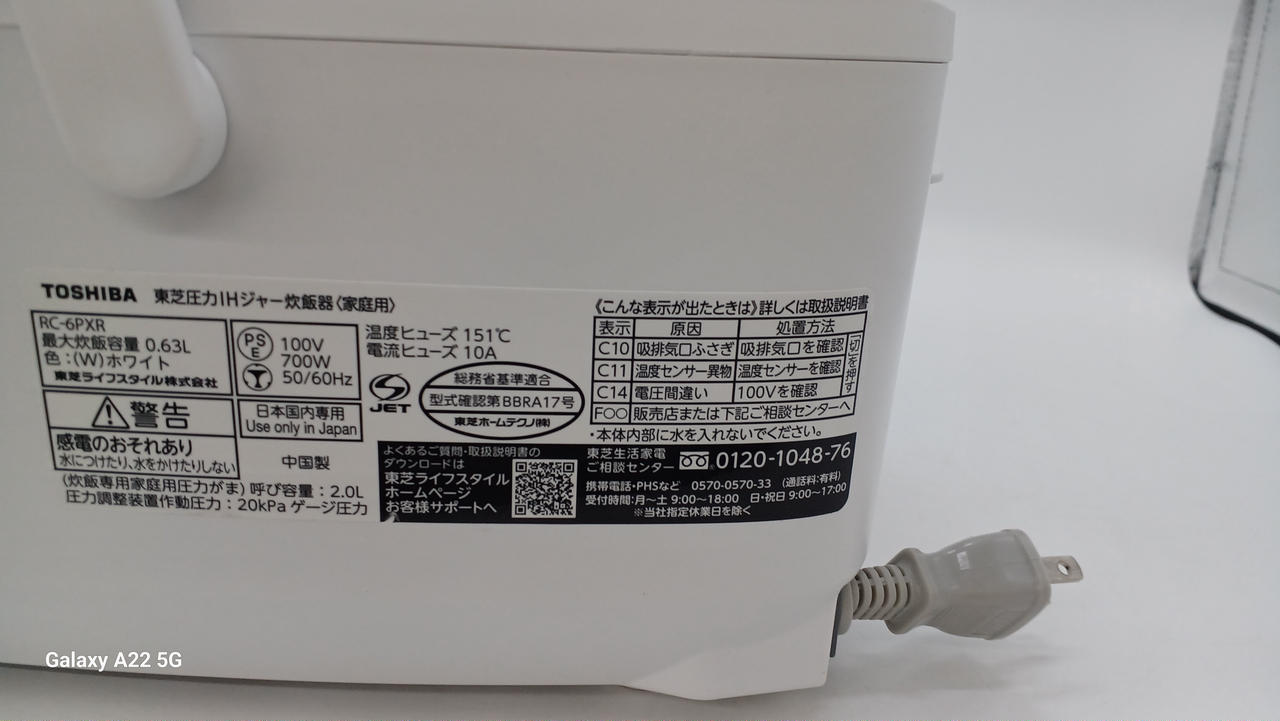 TOSHIBA 東芝圧力IHジャー炊飯器〈家庭用〉
RC-6PXR
最大炊飯容量 0.63L
色:(W)ホワイト
東芝ライフスタイル株式会社
PS
E
100V
700W
50/60Hz
温度ヒューズ 151℃
電流ヒューズ 10A
JET
総務省基準適合
型式確認第BBRA17号
東芝ホームテクノ(株)
警告
感電のおそれあり
水につけたり、水をかけたりしない
日本国内専用
Use only in Japan
中国製
(炊飯専用家庭用圧力がま) 呼び容量:2.0L
圧力調整装置作動圧力:20kPa ゲージ圧力
《こんな表示が出たときは》詳しくは取扱説明書
表示 原因 処置方法
C10 吸排気口ふさぎ 吸排気口を確認
C11 温度センサー異物 温度センサーを確認
C14 電圧間違い 100Vを確認
切を押す
F○○ 販売店または下記ご相談センターへ
・本体内部に水を入れないでください。
よくあるご質問・取扱説明書の
ダウンロードは
東芝ライフスタイル
ホームページ
お客様サポートへ
東芝生活家電
ご相談センター 0120-1048-76
携帯電話・PHSなど 0570-0570-33 (通話料:有料)
受付時間:月~土 9:00~18:00 日・祝日 9:00~17:00
※当社指定休業日を除く
Galaxy A22 5G